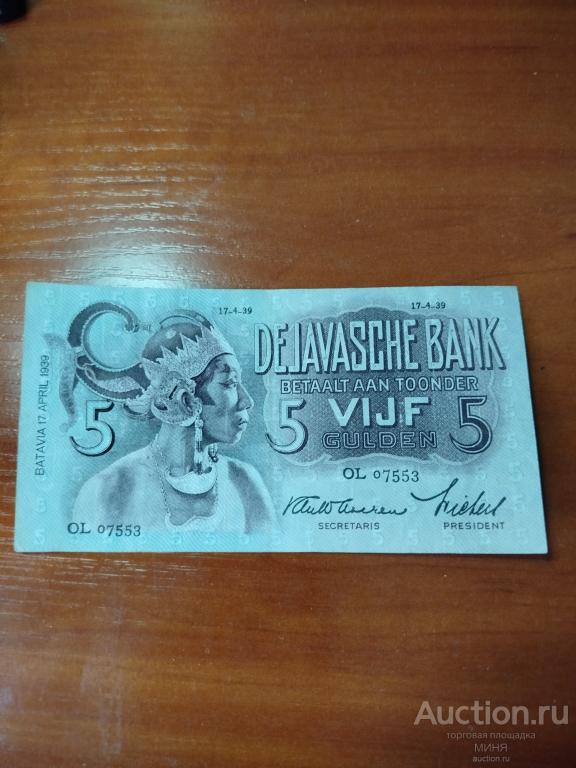 17-4-39
17-4-39
DE JAVASCHE BANK
BETAALT AAN TOONDER
5 5 VIJF 5
GULDEN
BATAVIA 17 APRIL 1939
OL 07553
OL 07553
SECRETARIS
PRESIDENT
Auction.ru
торговая площадка
МИНЯ
auction.ru